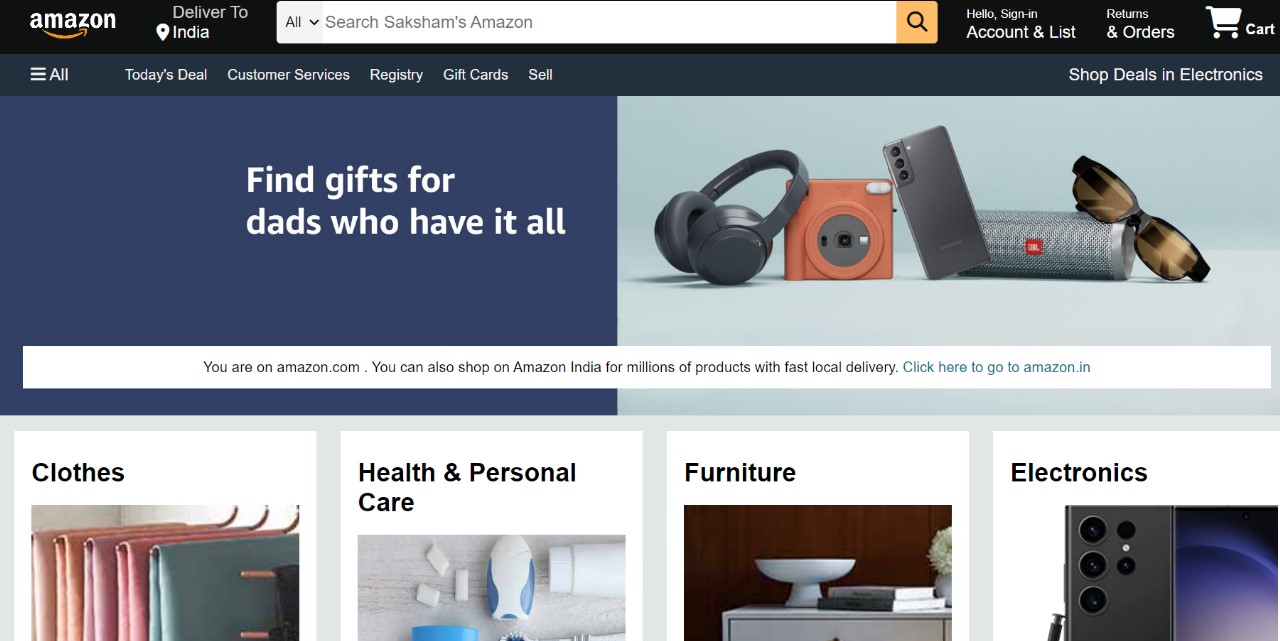 amazon
Deliver To
India
All
Search Saksham's Amazon
Hello, Sign-in
Account & List
Returns
& Orders
Cart
All
Today's Deal
Customer Services
Registry
Gift Cards
Sell
Shop Deals in Electronics
Find gifts for
dads who have it all
SAMSUNG
JBL
You are on amazon.com . You can also shop on Amazon India for millions of products with fast local delivery. Click here to go to amazon.in
Clothes
Health & Personal
Care
Furniture
Electronics